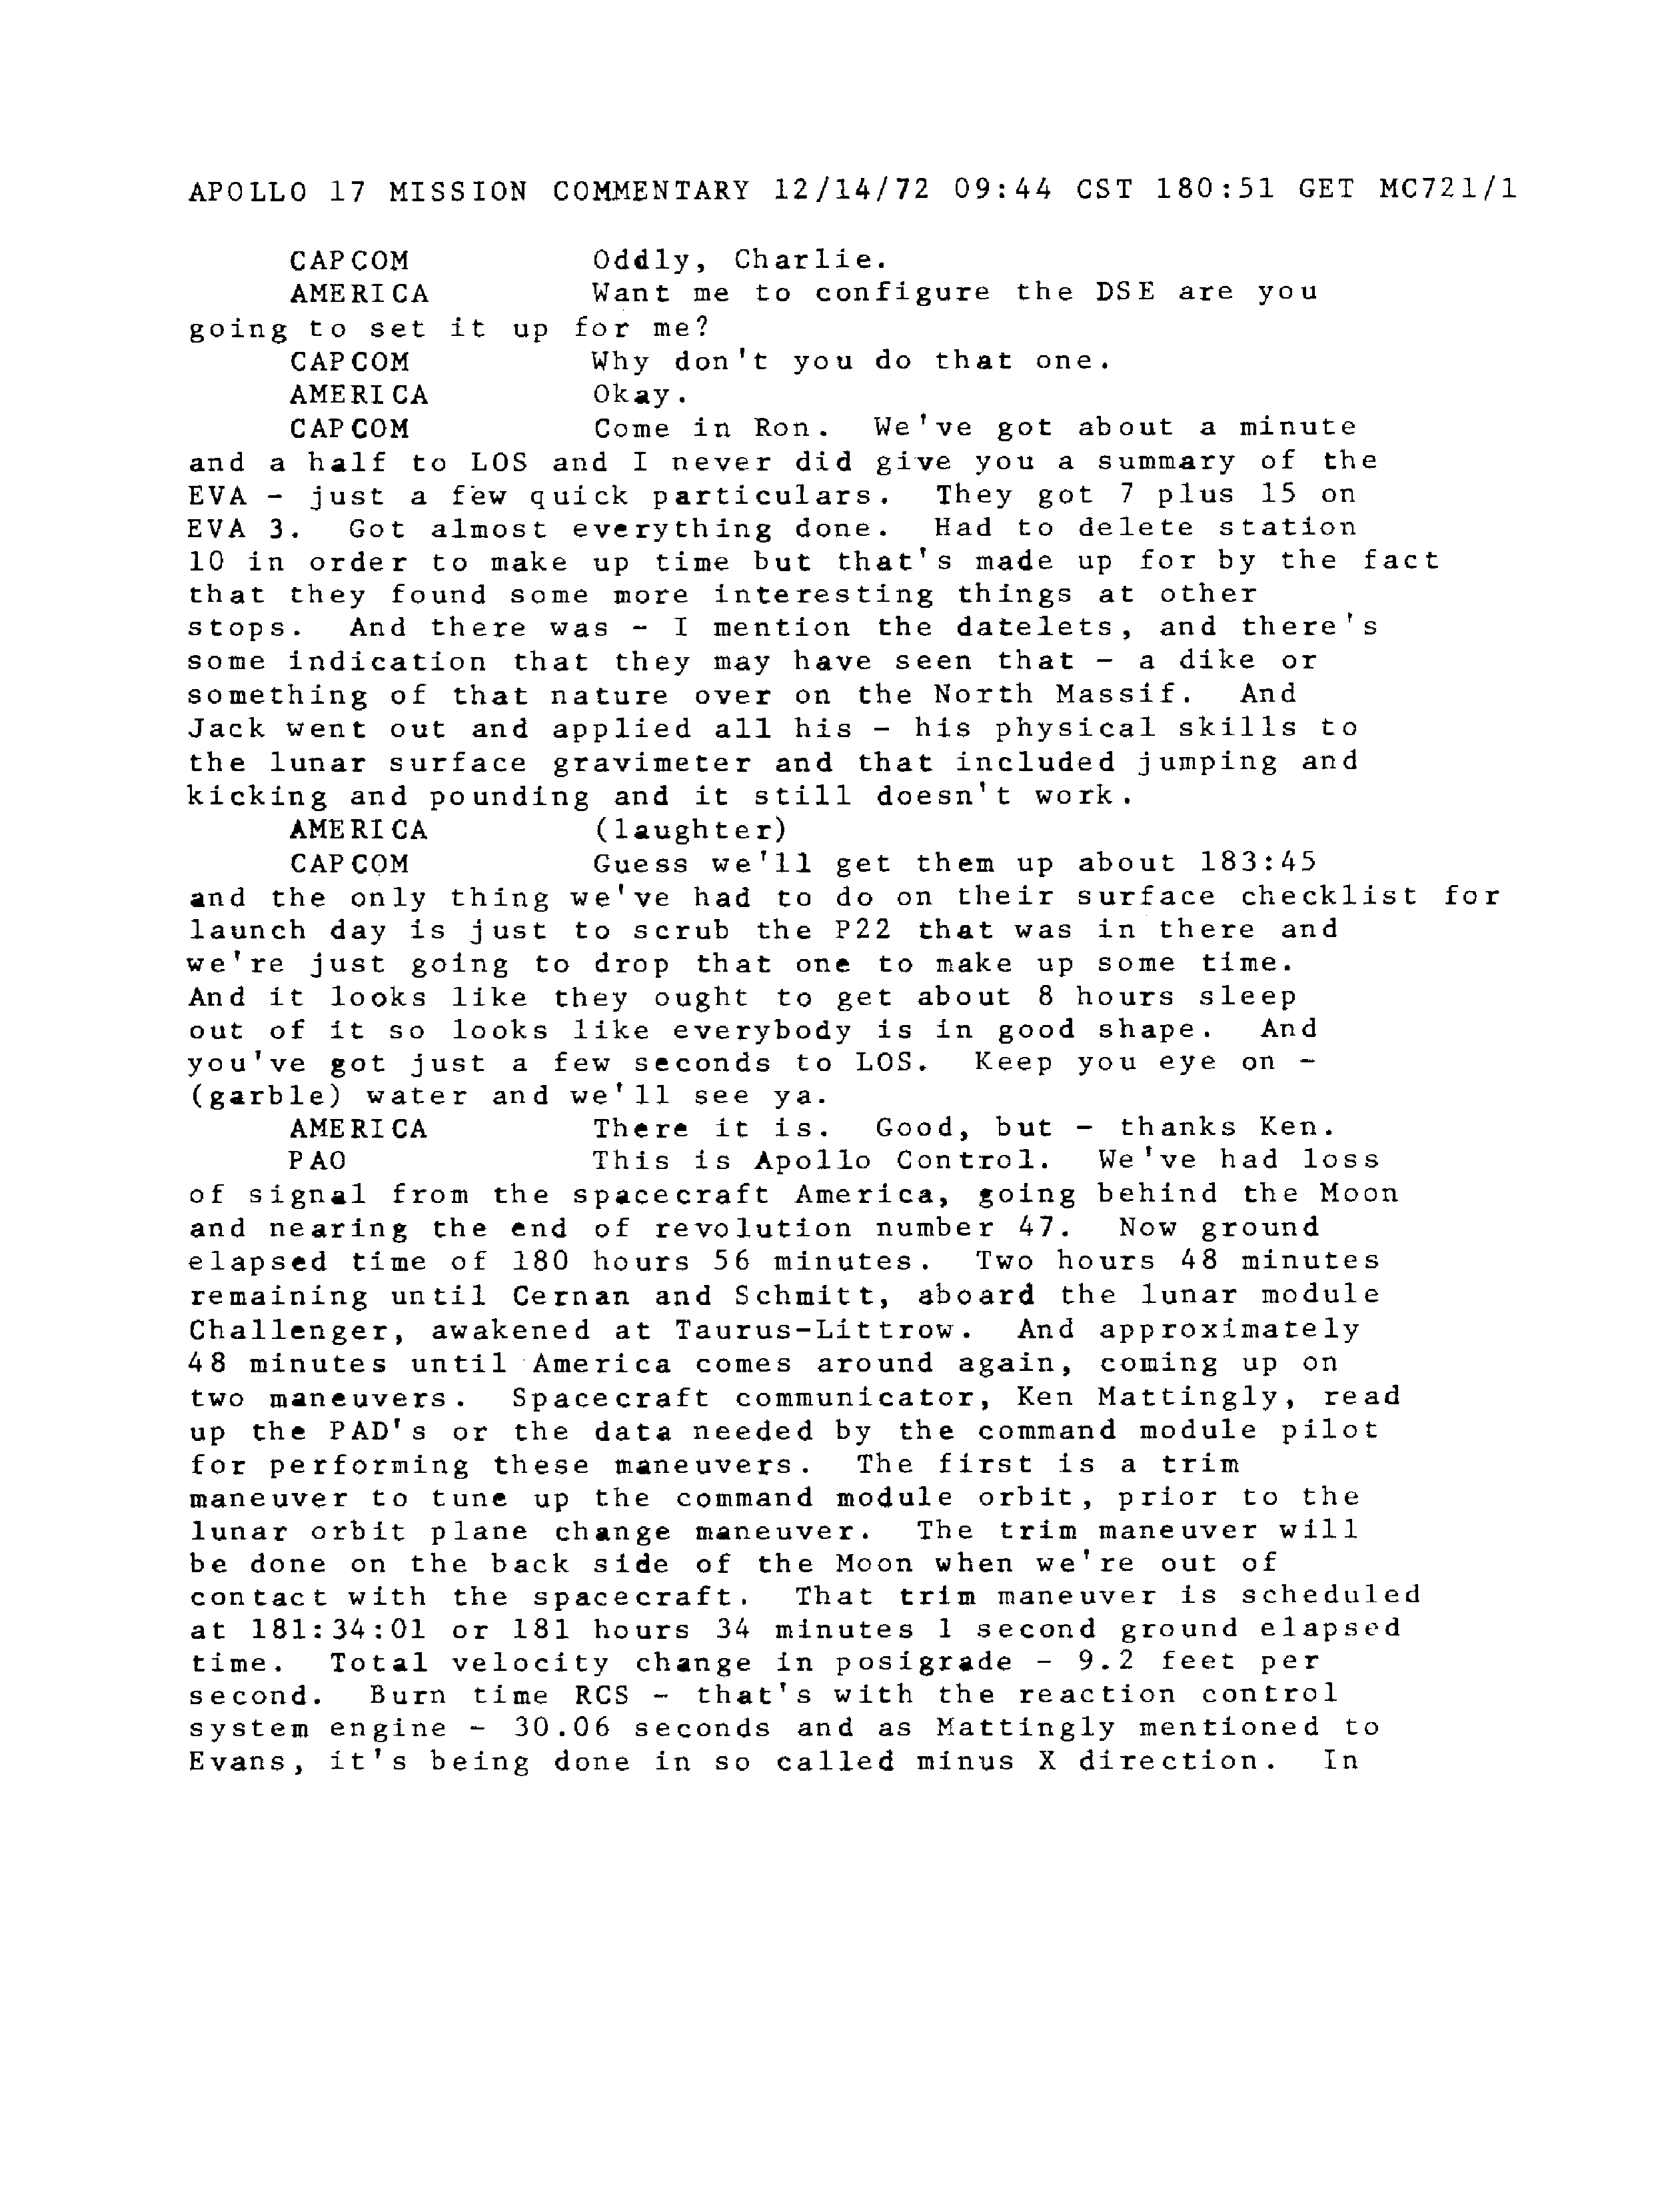 APOLLO 17 MISSION COMMENTARY 12/14/72 09:44 CST 180:51 GET MC721/1
CAPCOM Oddly, Charlie.
AMERICA Want me to configure the DSE are you
going to set it up for me?
CAPCOM Why don't you do that one.
AMERICA Okay.
CAPCOM Come in Ron. We've got about a minute
and a half to LOS and I never did give you a summary of the
EVA - just a few quick particulars. They got 7 plus 15 on
EVA 3. Got almost everything done. Had to delete station
10 in order to make up time but that's made up for by the fact
that they found some more interesting things at other
stops. And there was - I mention the datelets, and there's
some indication that they may have seen that - a dike or
something of that nature over on the North Massif. And
Jack went out and applied all his - his physical skills to
the lunar surface gravimeter and that included jumping and
kicking and pounding and it still doesn't work.
AMERICA (laughter)
CAPCOM Guess we'll get them up about 183:45
and the only thing we've had to do on their surface checklist for
launch day is just to scrub the P22 that was in there and
we're just going to drop that one to make up some time.
And it looks like they ought to get about 8 hours sleep
out of it so looks like everybody is in good shape. And
you've got just a few seconds to LOS. Keep you eye on -
(garble) water and we'll see ya.
AMERICA There it is. Good, but - thanks Ken.
PAO This is Apollo Control. We've had loss
of signal from the spacecraft America, going behind the Moon
and nearing the end of revolution number 47. Now ground
elapsed time of 180 hours 56 minutes. Two hours 48 minutes
remaining until Cernan and Schmitt, aboard the lunar module
Challenger, awakened at Taurus-Littrow. And approximately
48 minutes until America comes around again, coming up on
two maneuvers. Spacecraft communicator, Ken Mattingly, read
up the PAD's or the data needed by the command module pilot
for performing these maneuvers. The first is a trim
maneuver to tune up the command module orbit, prior to the
lunar orbit plane change maneuver. The trim maneuver will
be done on the back side of the Moon when we're out of
contact with the spacecraft. That trim maneuver is scheduled
at 181:34:01 or 181 hours 34 minutes 1 second ground elapsed
time. Total velocity change in posigrade - 9.2 feet per
second. Burn time RCS - that's with the reaction control
system engine - 30.06 seconds and as Mattingly mentioned to
Evans, it's being done in so called minus X direction. In